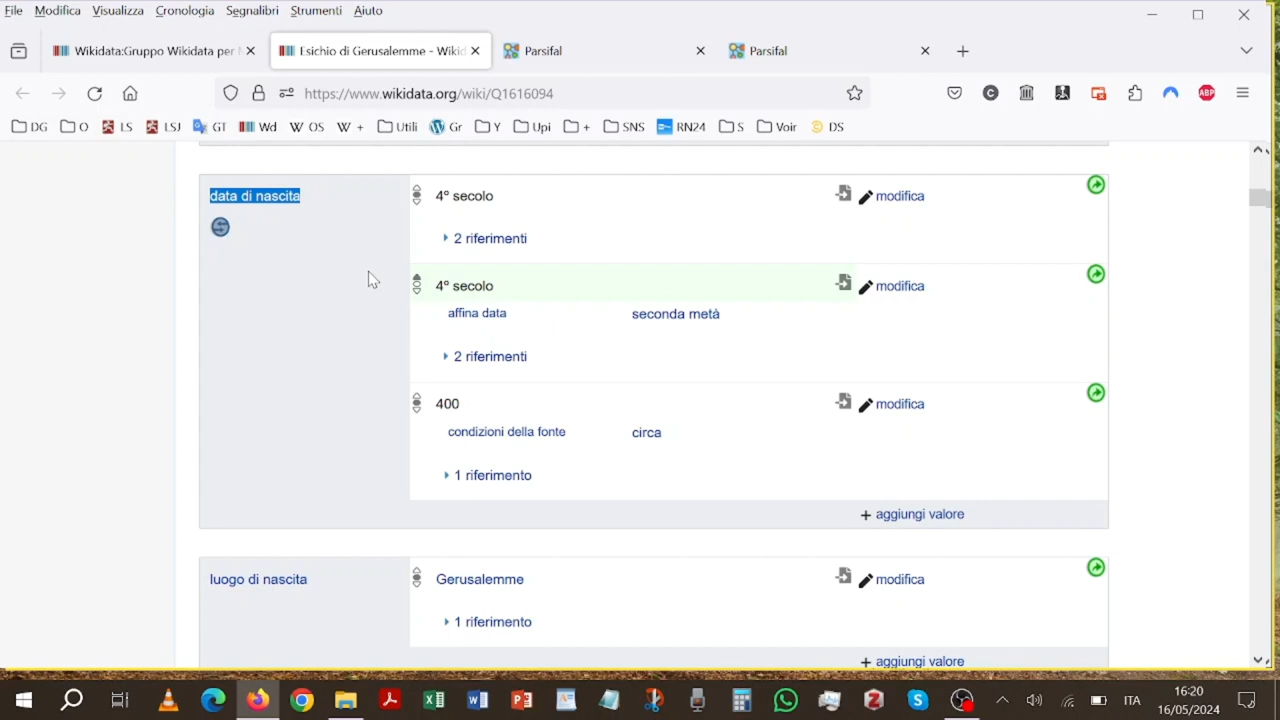 File Modifica Visualizza Cronologia Segnalibri Strumenti Aiuto
Wikidata:Gruppo Wikidata per Esichio di Gerusalemme - Wikid Parsifal Parsifal
https://www.wikidata.org/wiki/Q1616094
DG O LS LSJ GT Wd OS + Utili Gr Y Upi + SNS RN24 S Voir DS
data di nascita 4º secolo modifica
2 riferimenti
4º secolo modifica
affina data seconda metà
2 riferimenti
400 modifica
condizioni della fonte circa
1 riferimento
+ aggiungi valore
luogo di nascita Gerusalemme modifica
1 riferimento
+ aggiungi valore
ITA
16:20
16/05/2024